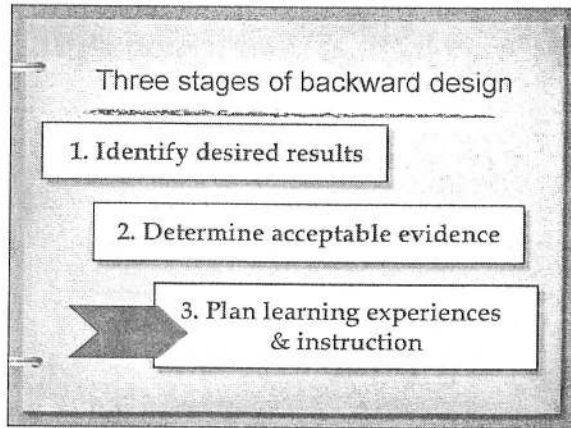 Three stages of backward design
1. Identify desired results
2. Determine acceptable evidence
3. Plan learning experiences
& instruction